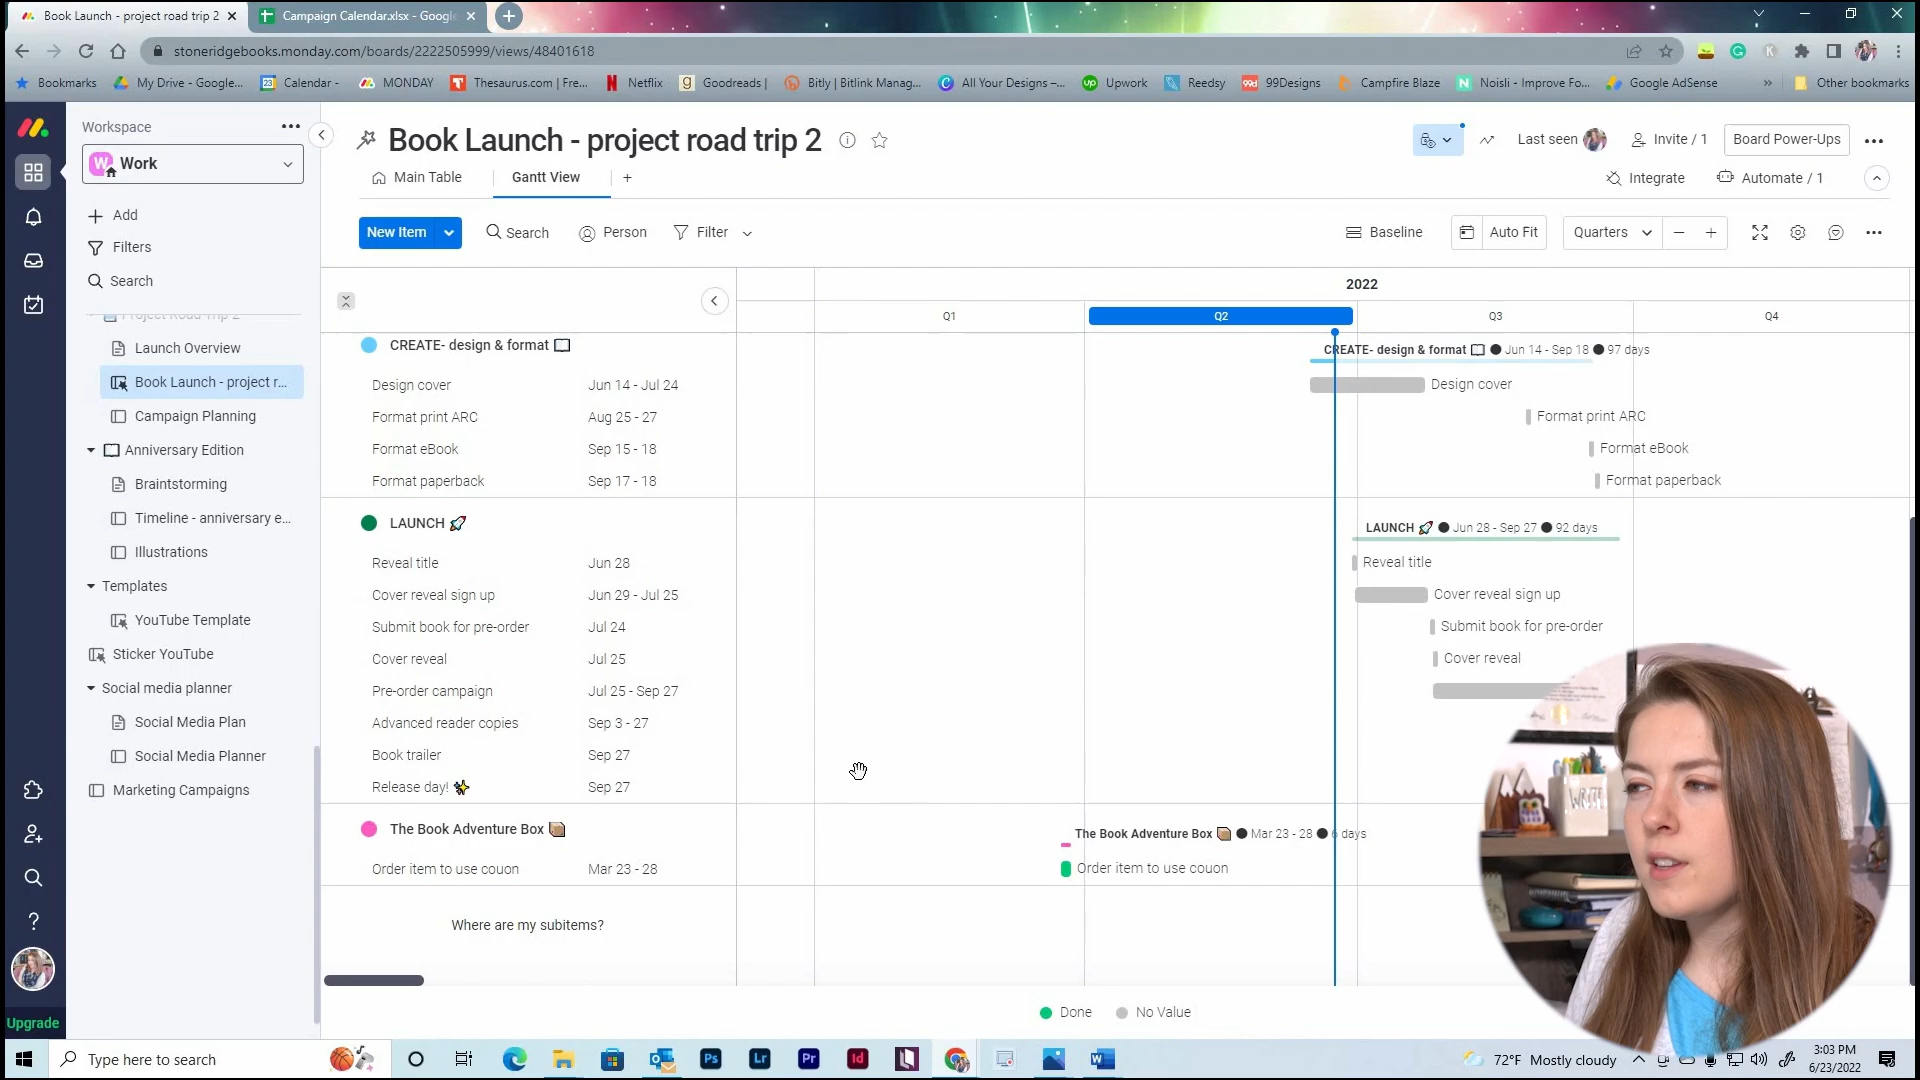 Book Launch - project road trip 2
Campaign Calendar.xlsx - Google
stoneridgebooks.monday.com/boards/2222505999/views/48401618
Bookmarks
My Drive - Google...
Calendar -
MONDAY
Thesaurus.com | Fre...
Netflix
Goodreads |
Bitly | Bitlink Manag...
All Your Designs –...
Upwork
Reedsy
99Designs
Campfire Blaze
Noisli - Improve Fo...
Google AdSense
Other bookmarks
Workspace
W Work
Add
Filters
Search
Project Road Trip 2
Launch Overview
Book Launch - project r...
Campaign Planning
Anniversary Edition
Braintstorming
Timeline - anniversary e...
Illustrations
Templates
YouTube Template
Sticker YouTube
Social media planner
Social Media Plan
Social Media Planner
Marketing Campaigns
Upgrade
Book Launch - project road trip 2
Last seen
Invite / 1
Board Power-Ups
Main Table
Gantt View
Integrate
Automate / 1
New Item
Search
Person
Filter
Baseline
Auto Fit
Quarters
2022
Q1 Q2 Q3 Q4
CREATE- design & format
CREATE- design & format ● Jun 14 - Sep 18 ● 97 days
Design cover Jun 14 - Jul 24 Design cover
Format print ARC Aug 25 - 27 Format print ARC
Format eBook Sep 15 - 18 Format eBook
Format paperback Sep 17 - 18 Format paperback
LAUNCH 🚀
LAUNCH 🚀 ● Jun 28 - Sep 27 ● 92 days
Reveal title Jun 28 Reveal title
Cover reveal sign up Jun 29 - Jul 25 Cover reveal sign up
Submit book for pre-order Jul 24 Submit book for pre-order
Cover reveal Jul 25 Cover reveal
Pre-order campaign Jul 25 - Sep 27
Advanced reader copies Sep 3 - 27
Book trailer Sep 27
Release day! ✨ Sep 27
The Book Adventure Box 📦
The Book Adventure Box 📦 ● Mar 23 - 28 ● 6 days
Order item to use couon Mar 23 - 28 Order item to use couon
Where are my subitems?
Done
No Value
WRITE
Type here to search
Ps
Lr
Pr
Id
72°F Mostly cloudy
3:03 PM
6/23/2022